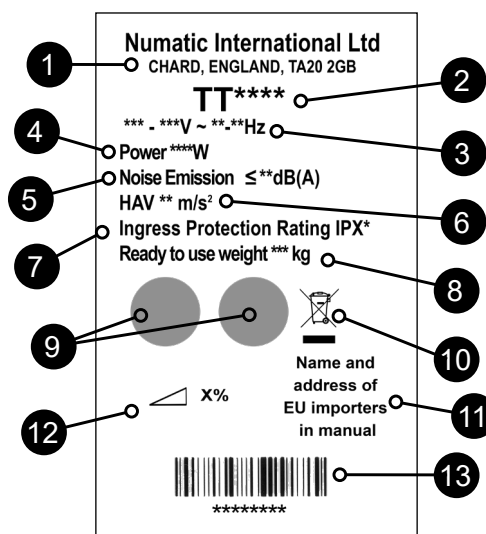 Numatic International Ltd
1 CHARD, ENGLAND, TA20 2GB
TT**** 2
*** - ***V ~ **-**Hz 3
4 Power ****W
5 Noise Emission ≤**dB(A)
HAV ** m/s² 6
7 Ingress Protection Rating IPX*
Ready to use weight *** kg 8
9
10
Name and
address of
EU importers
in manual
11
12 X%
13
********